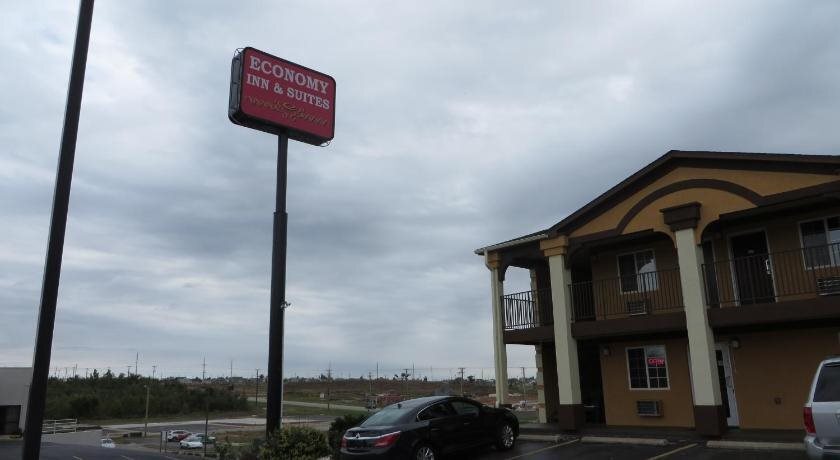 ECONOMY
INN & SUITES
OPEN